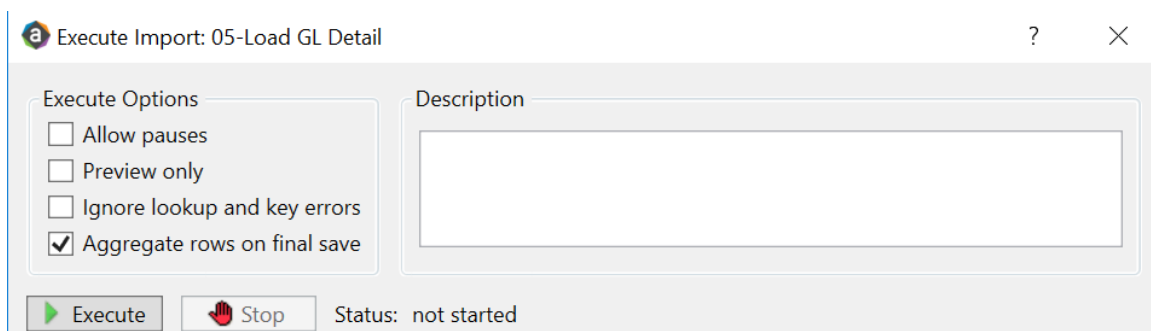 Execute Import: 05-Load GL Detail ?
Execute Options
Allow pauses
Preview only
Ignore lookup and key errors
Aggregate rows on final save
Description
Execute Stop Status: not started